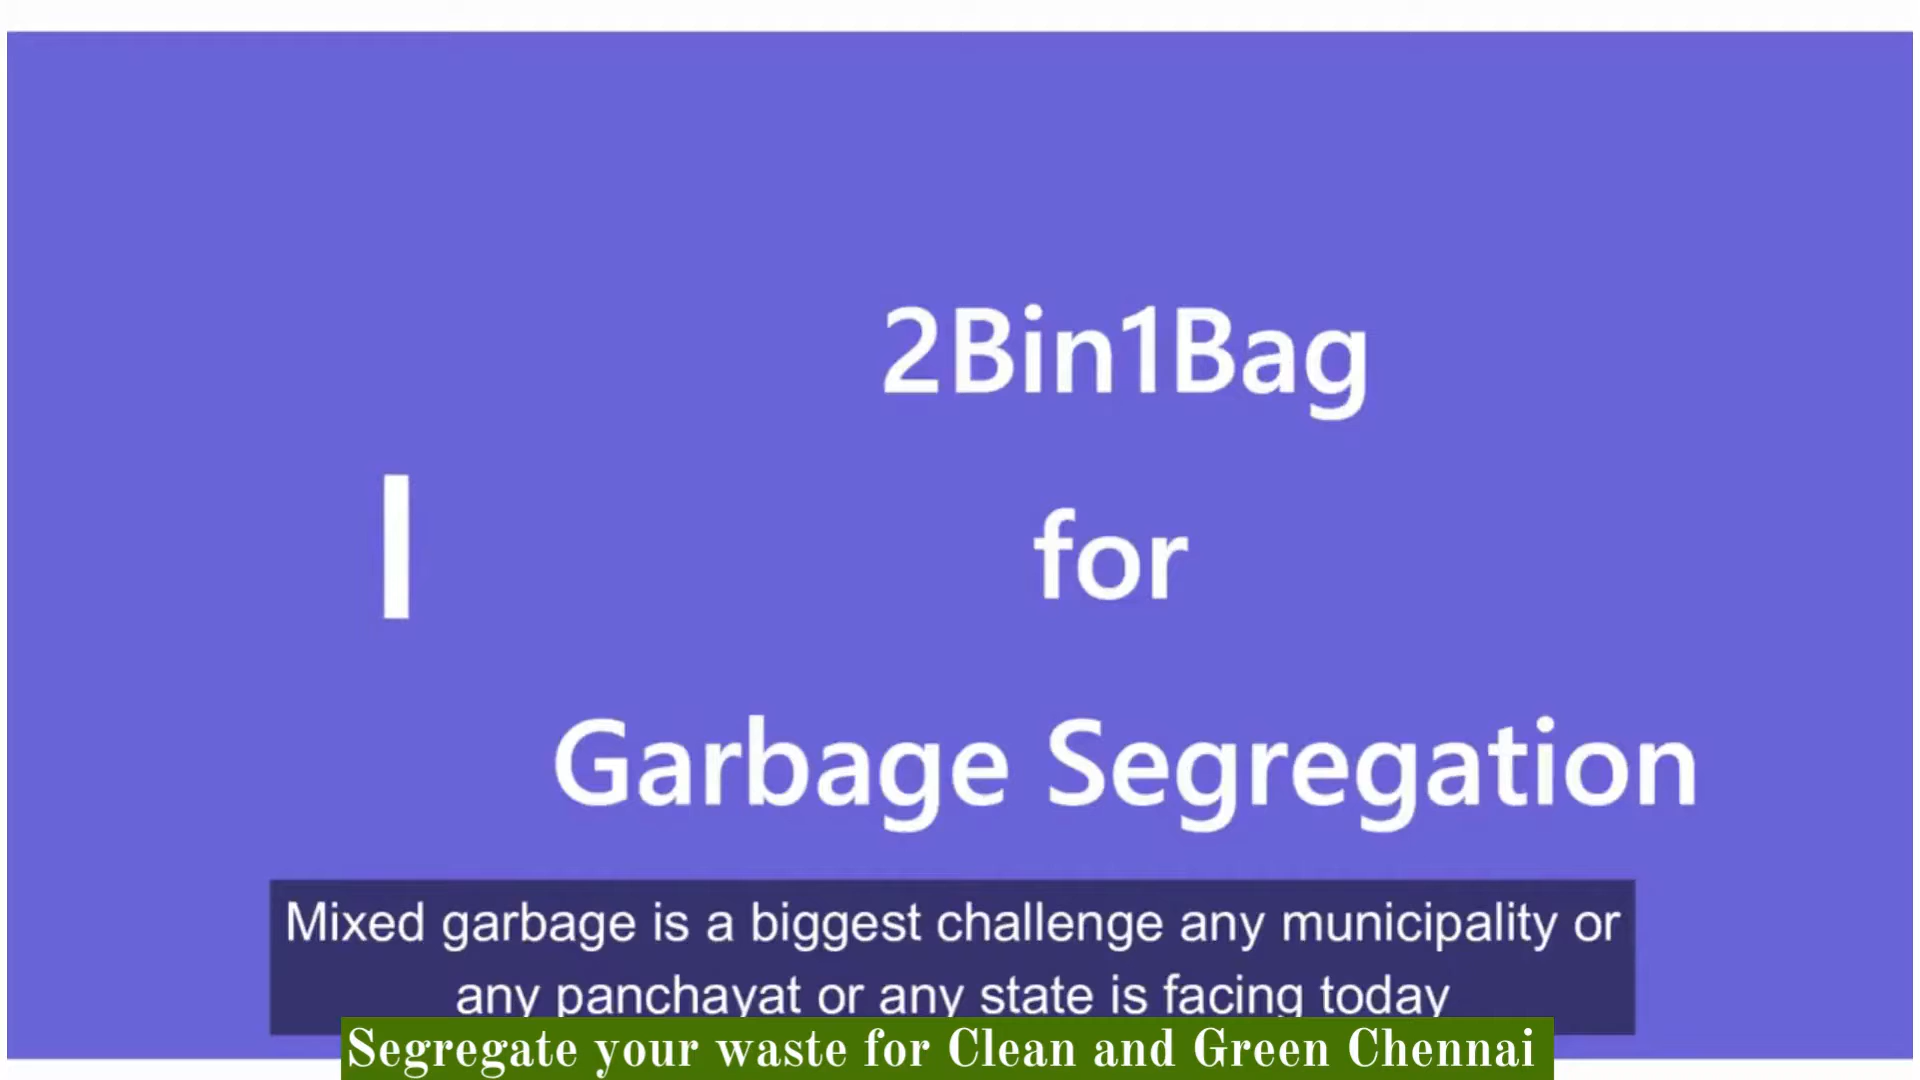 2Bin1Bag
for
Garbage Segregation
Mixed garbage is a biggest challenge any municipality or
any panchayat or any state is facing today
Segregate your waste for Clean and Green Chennai